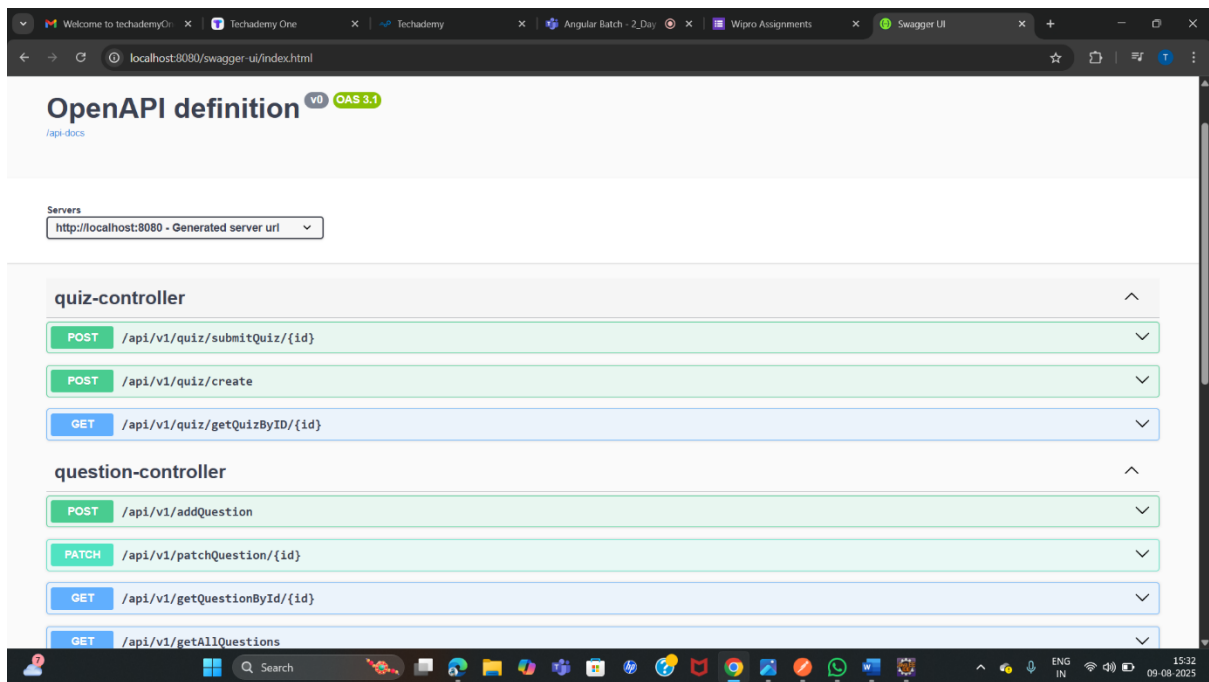 Welcome to techademyOn
Techademy One
Techademy
Angular Batch - 2_Day
Wipro Assignments
Swagger UI
localhost:8080/swagger-ui/index.html
T
OpenAPI definition v0 OAS 3.1
/api-docs
Servers
http://localhost:8080 - Generated server url
quiz-controller
POST /api/v1/quiz/submitQuiz/{id}
POST /api/v1/quiz/create
GET /api/v1/quiz/getQuizByID/{id}
question-controller
POST /api/v1/addQuestion
PATCH /api/v1/patchQuestion/{id}
GET /api/v1/getQuestionById/{id}
GET /api/v1/getAllQuestions
7
Search
ENG
IN
15:32
09-08-2025